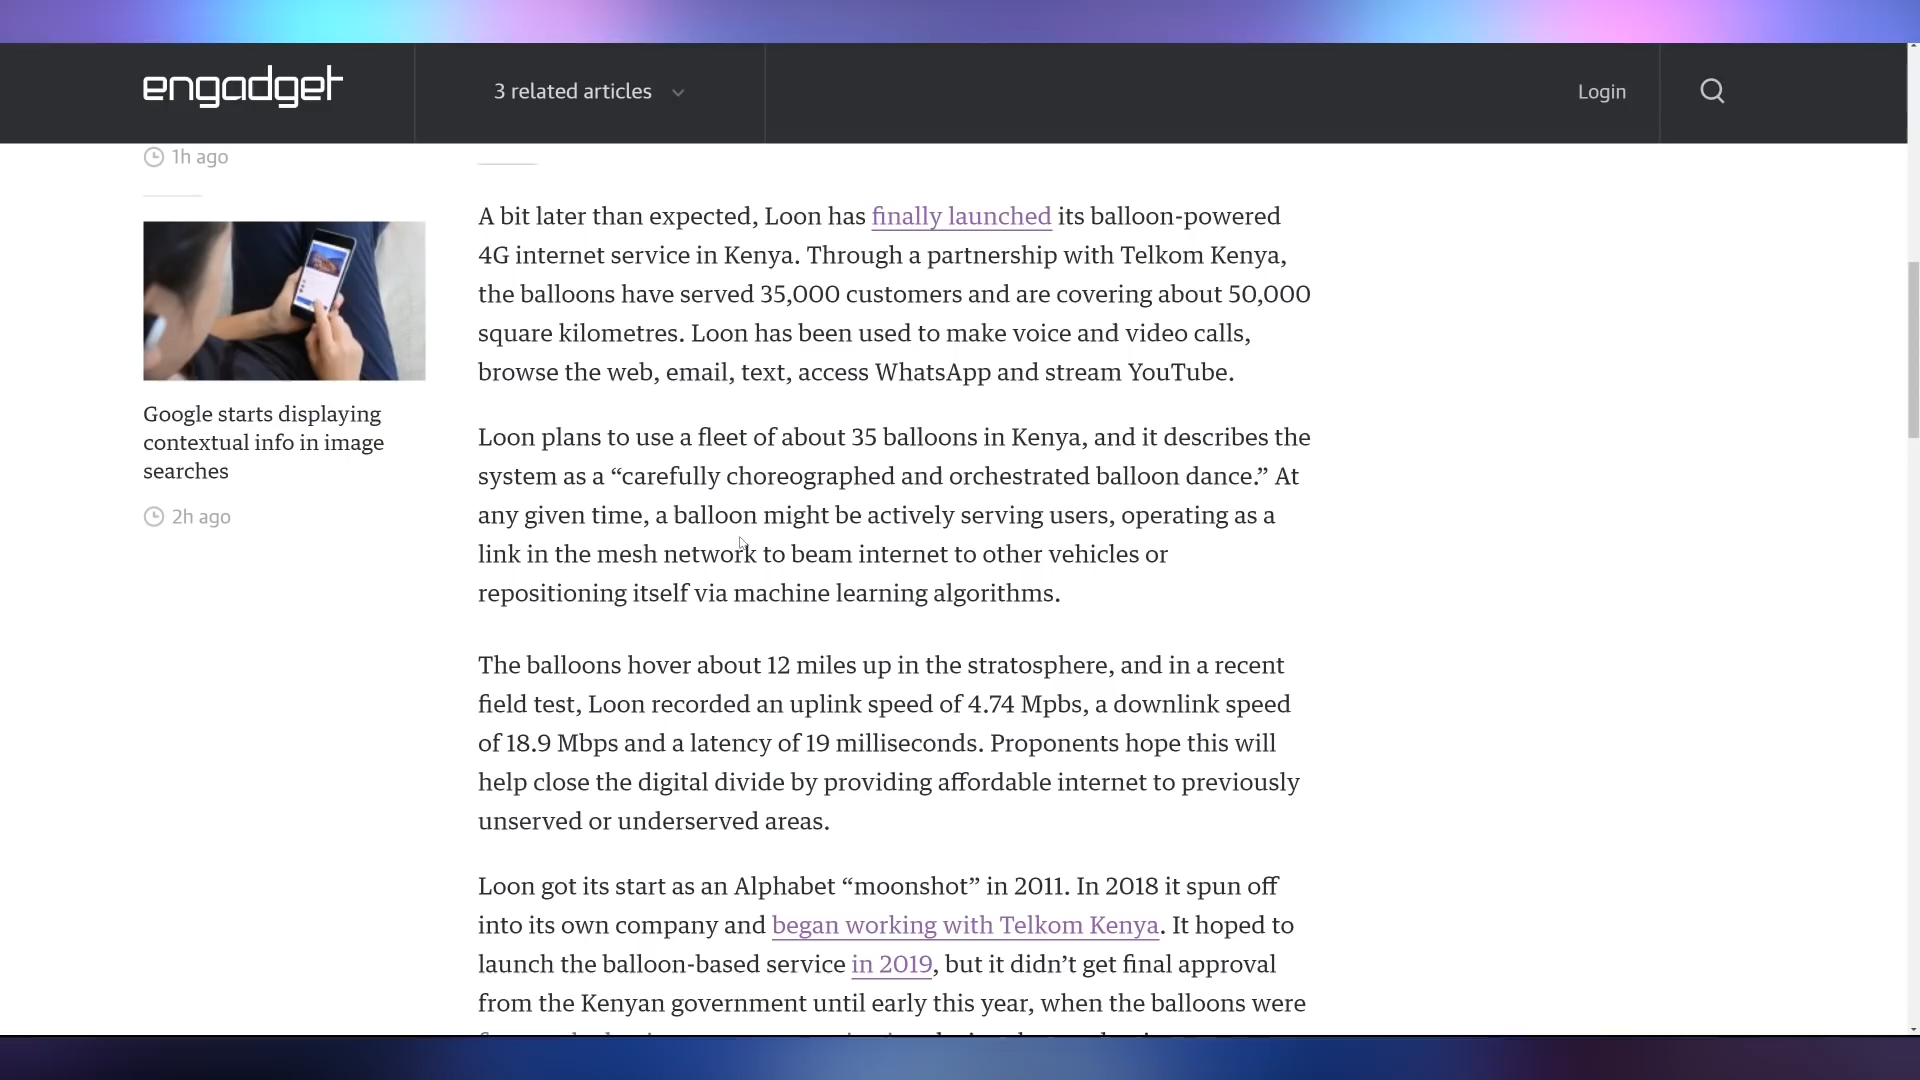 engadget
3 related articles
Login
1h ago
Google starts displaying
contextual info in image
searches
2h ago
A bit later than expected, Loon has finally launched its balloon-powered
4G internet service in Kenya. Through a partnership with Telkom Kenya,
the balloons have served 35,000 customers and are covering about 50,000
square kilometres. Loon has been used to make voice and video calls,
browse the web, email, text, access WhatsApp and stream YouTube.
Loon plans to use a fleet of about 35 balloons in Kenya, and it describes the
system as a “carefully choreographed and orchestrated balloon dance.” At
any given time, a balloon might be actively serving users, operating as a
link in the mesh network to beam internet to other vehicles or
repositioning itself via machine learning algorithms.
The balloons hover about 12 miles up in the stratosphere, and in a recent
field test, Loon recorded an uplink speed of 4.74 Mpbs, a downlink speed
of 18.9 Mbps and a latency of 19 milliseconds. Proponents hope this will
help close the digital divide by providing affordable internet to previously
unserved or underserved areas.
Loon got its start as an Alphabet “moonshot” in 2011. In 2018 it spun off
into its own company and began working with Telkom Kenya. It hoped to
launch the balloon-based service in 2019, but it didn’t get final approval
from the Kenyan government until early this year, when the balloons were